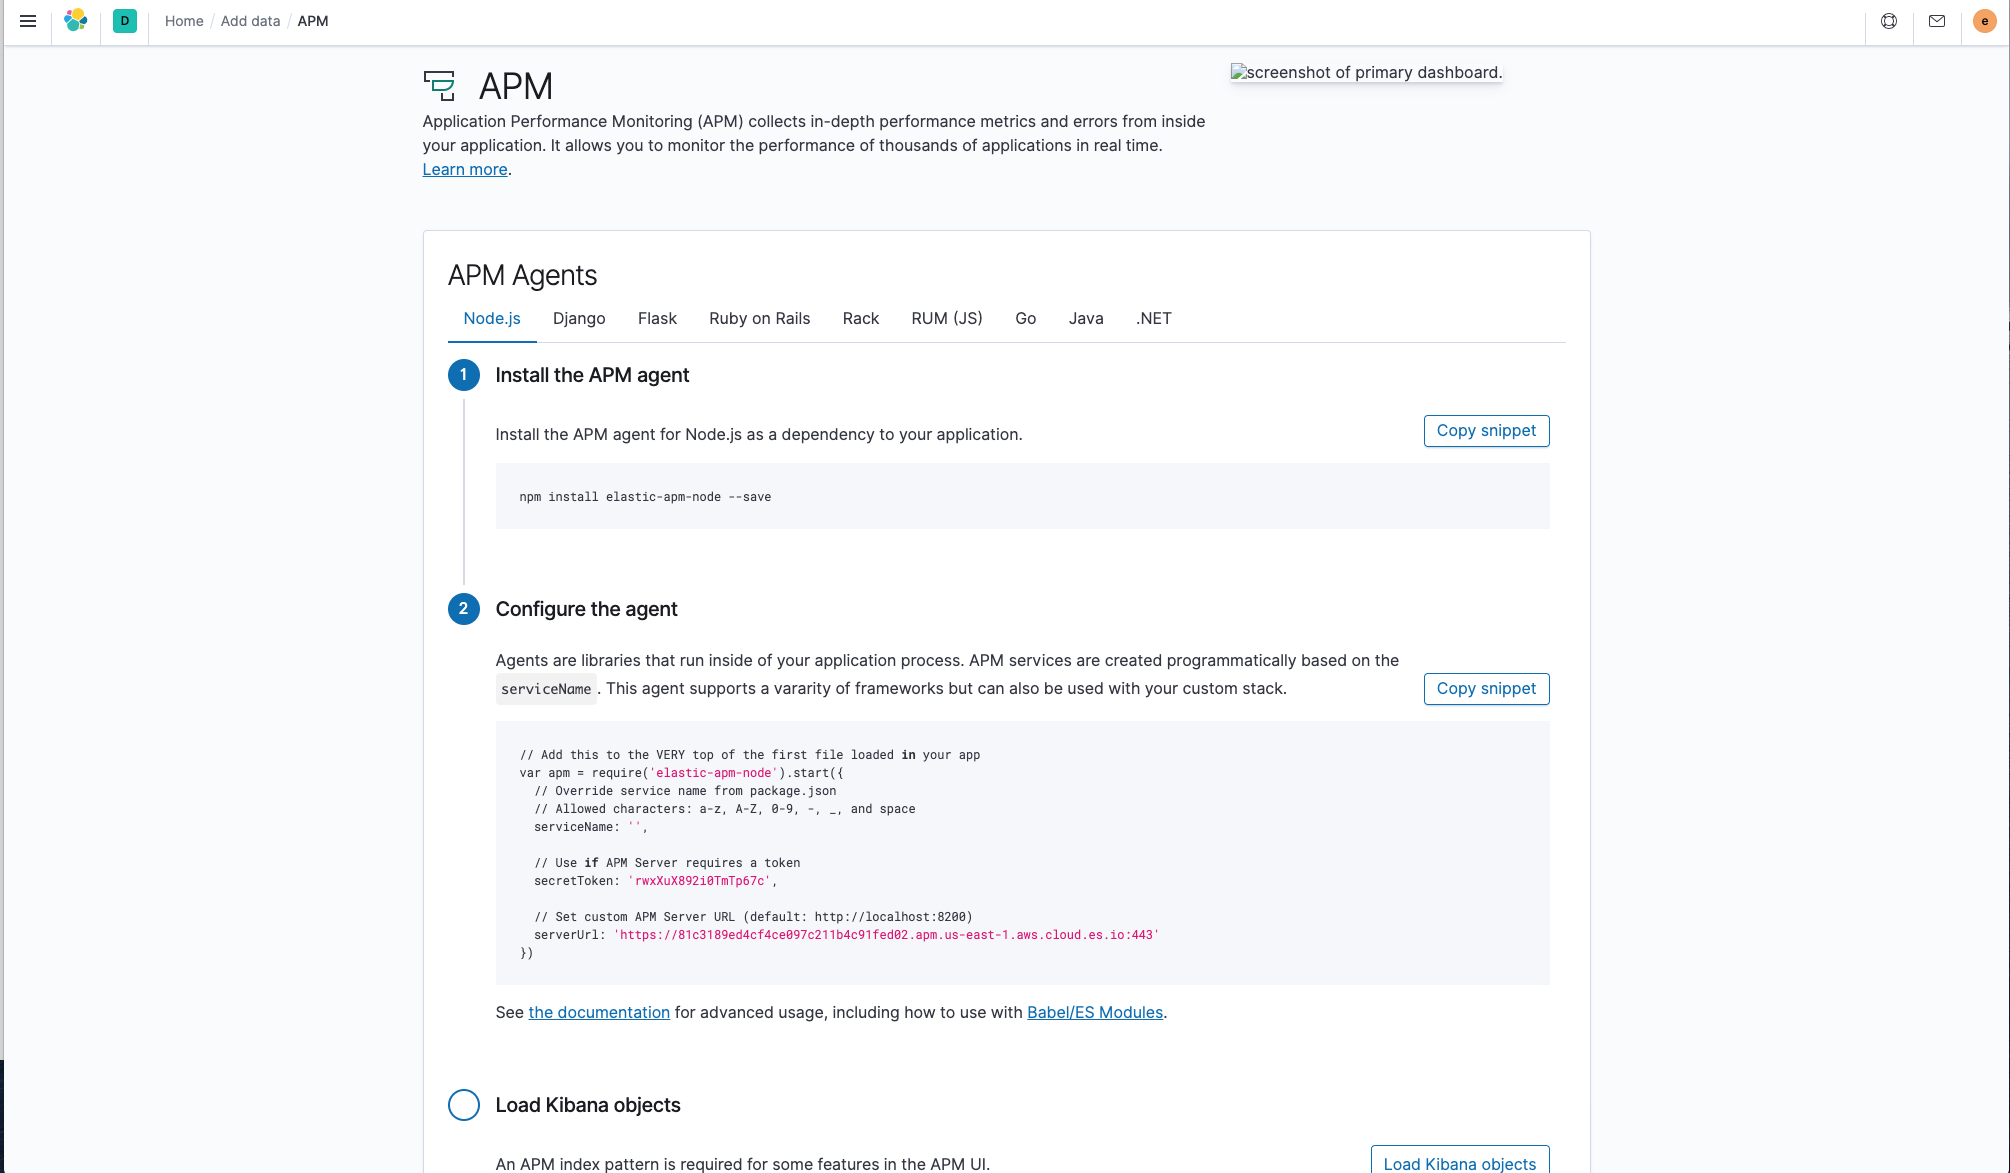 D
Home / Add data / APM
e
APM
screenshot of primary dashboard.
Application Performance Monitoring (APM) collects in-depth performance metrics and errors from inside
your application. It allows you to monitor the performance of thousands of applications in real time.
Learn more.
APM Agents
Node.js Django Flask Ruby on Rails Rack RUM (JS) Go Java .NET
1 Install the APM agent
Install the APM agent for Node.js as a dependency to your application.
Copy snippet
npm install elastic-apm-node --save
2 Configure the agent
Agents are libraries that run inside of your application process. APM services are created programmatically based on the
serviceName . This agent supports a vararity of frameworks but can also be used with your custom stack.
Copy snippet
// Add this to the VERY top of the first file loaded in your app
var apm = require('elastic-apm-node').start({
  // Override service name from package.json
  // Allowed characters: a-z, A-Z, 0-9, -, _, and space
  serviceName: '',
  // Use if APM Server requires a token
  secretToken: 'rwxXuX892i0TmTp67c',
  // Set custom APM Server URL (default: http://localhost:8200)
  serverUrl: 'https://81c3189ed4cf4ce097c211b4c91fed02.apm.us-east-1.aws.cloud.es.io:443'
})
See the documentation for advanced usage, including how to use with Babel/ES Modules.
Load Kibana objects
An APM index pattern is required for some features in the APM UI.
Load Kibana objects